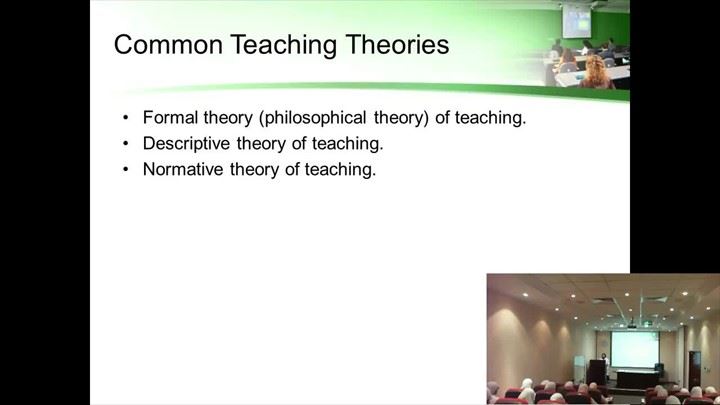 Common Teaching Theories
• Formal theory (philosophical theory) of teaching.
• Descriptive theory of teaching.
• Normative theory of teaching.